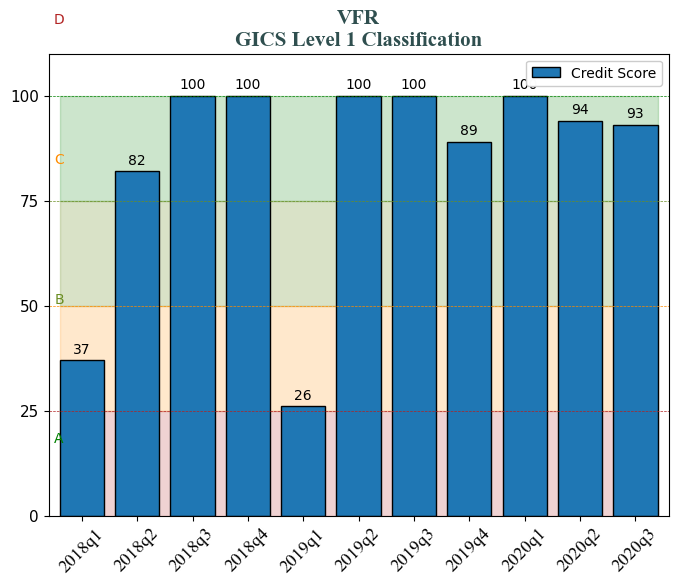 D
VFR
GICS Level 1 Classification
Credit Score
100
75
50
25
0
C
B
A
37
82
100
100
26
100
100
89
100
94
93
2018q1
2018q2
2018q3
2018q4
2019q1
2019q2
2019q3
2019q4
2020q1
2020q2
2020q3